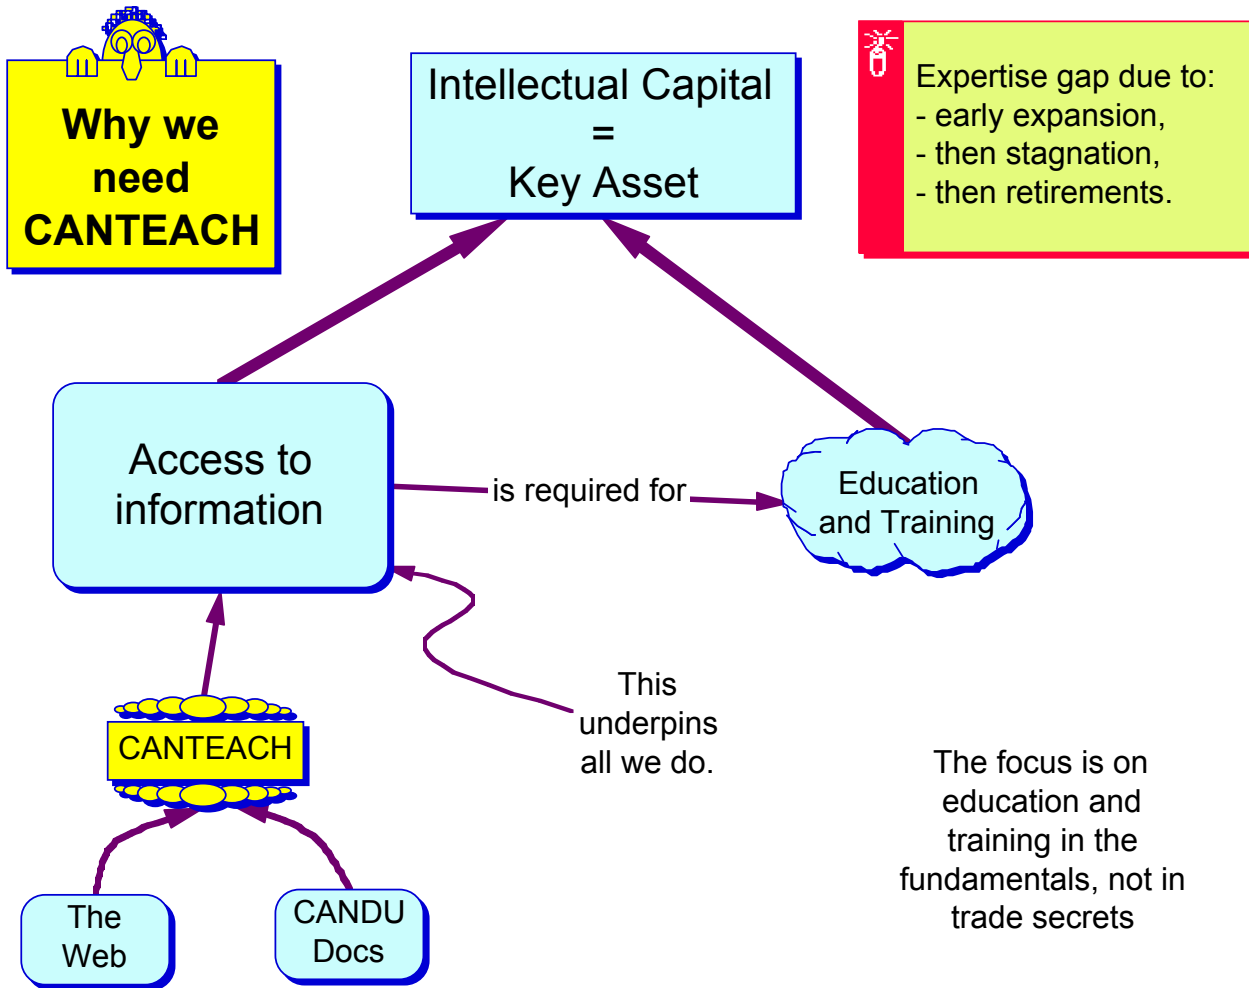 Why we
need
CANTEACH
Intellectual Capital
=
Key Asset
Expertise gap due to:
- early expansion,
- then stagnation,
- then retirements.
Access to
information
is required for
Education
and Training
This
underpins
all we do.
CANTEACH
The focus is on
education and
training in the
fundamentals, not in
trade secrets
The
Web
CANDU
Docs